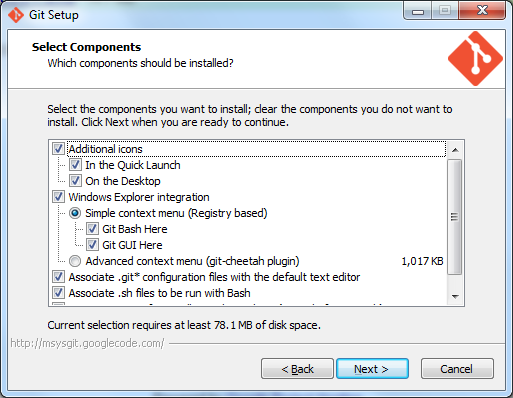 Git Setup
Select Components
Which components should be installed?
Select the components you want to install; clear the components you do not want to
install. Click Next when you are ready to continue.
Additional icons
In the Quick Launch
On the Desktop
Windows Explorer integration
Simple context menu (Registry based)
Git Bash Here
Git GUI Here
Advanced context menu (git-cheetah plugin) 1,017 KB
Associate .git* configuration files with the default text editor
Associate .sh files to be run with Bash
Current selection requires at least 78.1 MB of disk space.
http://msysgit.googlecode.com/
< Back Next > Cancel